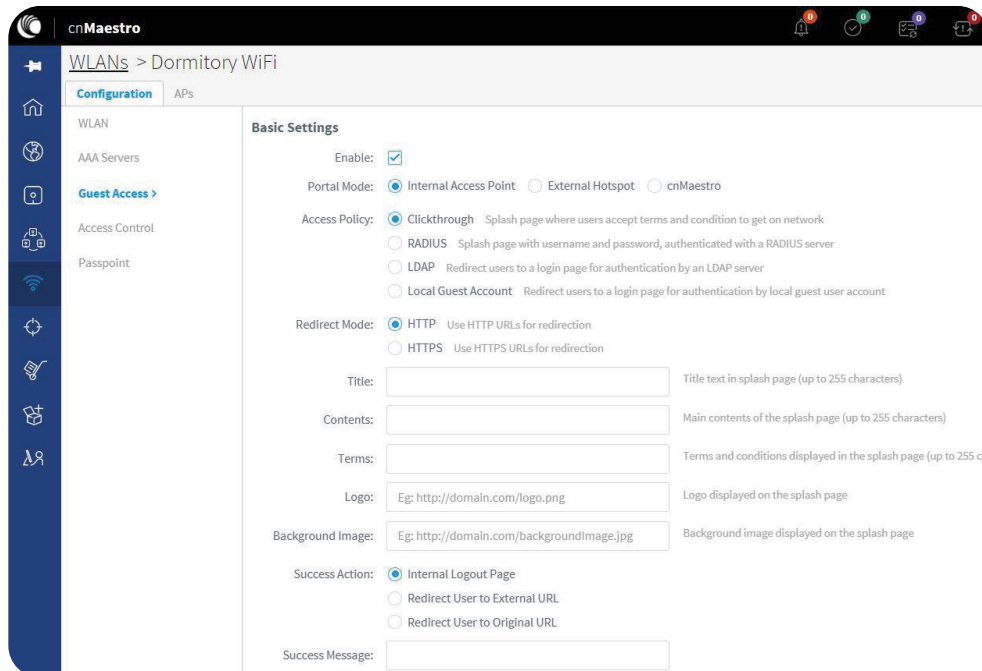 cnMaestro
0
0
0
0
WLANs > Dormitory WiFi
Configuration APs
WLAN
AAA Servers
Guest Access >
Access Control
Passpoint
Basic Settings
Enable:
Portal Mode: Internal Access Point External Hotspot cnMaestro
Access Policy: Clickthrough Splash page where users accept terms and condition to get on network
RADIUS Splash page with username and password, authenticated with a RADIUS server
LDAP Redirect users to a login page for authentication by an LDAP server
Local Guest Account Redirect users to a login page for authentication by local guest user account
Redirect Mode: HTTP Use HTTP URLs for redirection
HTTPS Use HTTPS URLs for redirection
Title: Title text in splash page (up to 255 characters)
Contents: Main contents of the splash page (up to 255 characters)
Terms: Terms and conditions displayed in the splash page (up to 255 c
Logo: Eg: http://domain.com/logo.png Logo displayed on the splash page
Background Image: Eg: http://domain.com/backgroundImage.jpg Background image displayed on the splash page
Success Action: Internal Logout Page
Redirect User to External URL
Redirect User to Original URL
Success Message: